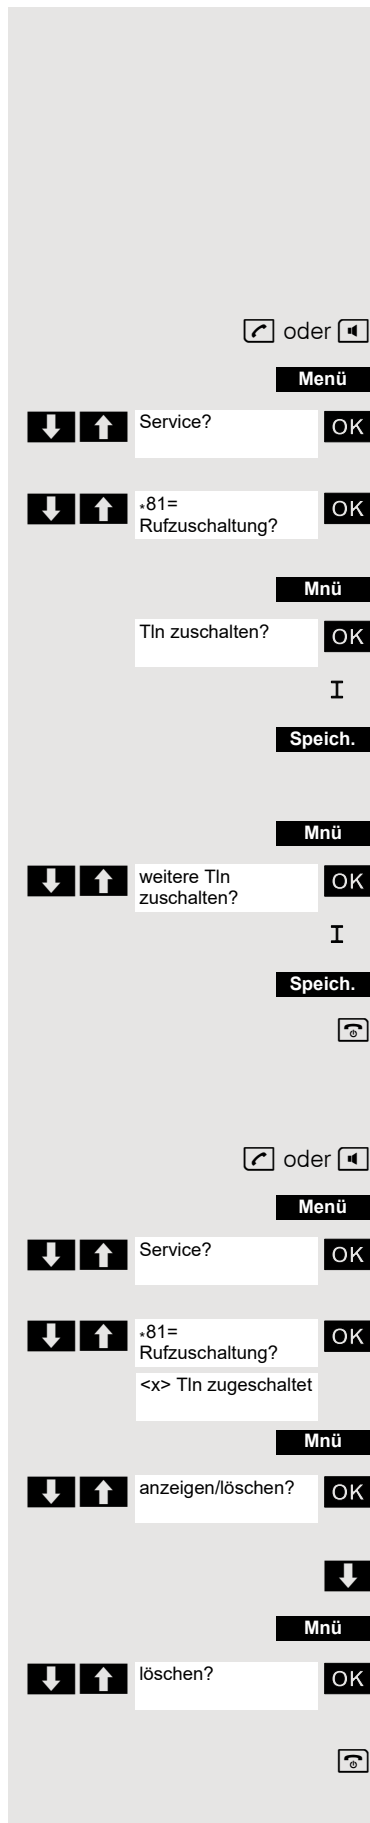 oder
Menü
Service? OK
*81= OK
Rufzuschaltung?
Mnü
Tln zuschalten? OK
Speich.
Mnü
weitere Tln OK
zuschalten?
Speich.
oder
Menü
Service? OK
*81= OK
Rufzuschaltung?
<x> Tln zugeschaltet
Mnü
anzeigen/löschen? OK
Mnü
löschen? OK